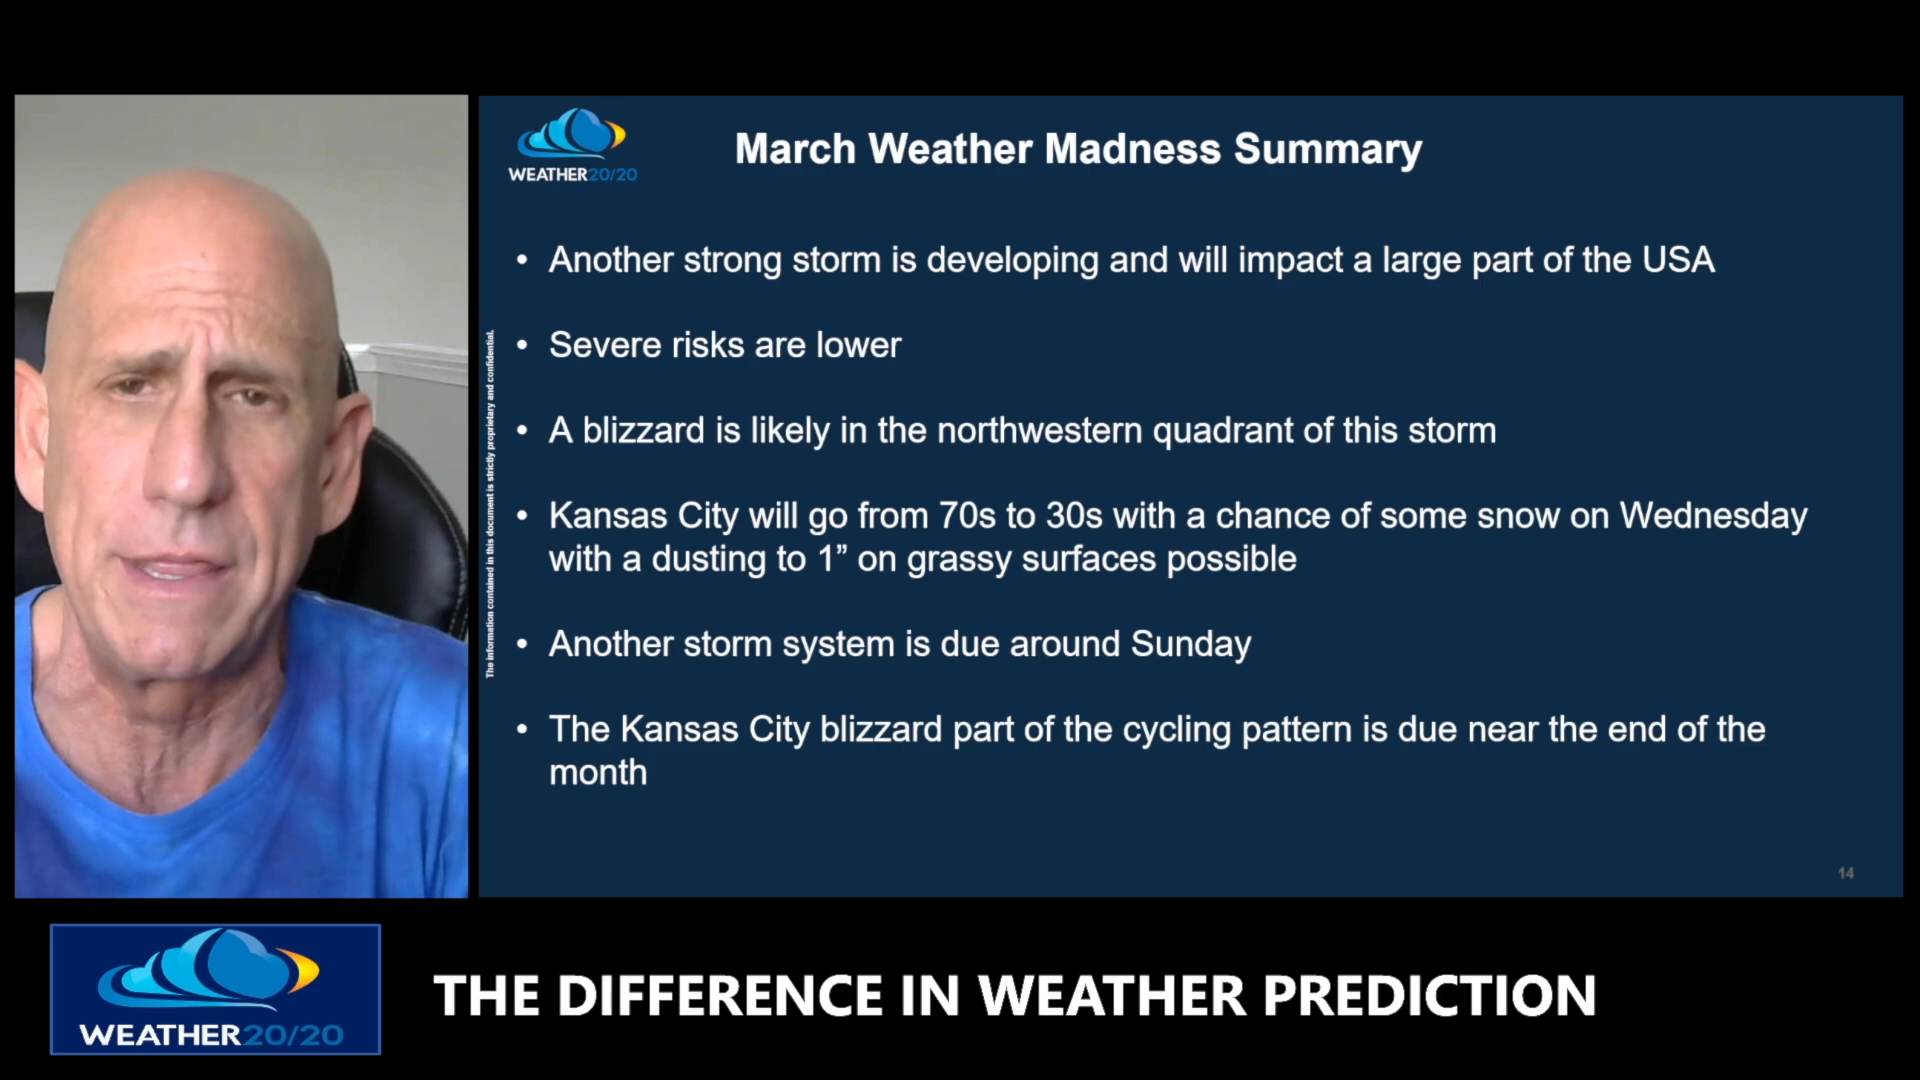 WEATHER20/20
March Weather Madness Summary
• Another strong storm is developing and will impact a large part of the USA
• Severe risks are lower
• A blizzard is likely in the northwestern quadrant of this storm
• Kansas City will go from 70s to 30s with a chance of some snow on Wednesday
with a dusting to 1” on grassy surfaces possible
• Another storm system is due around Sunday
• The Kansas City blizzard part of the cycling pattern is due near the end of the
month
The information contained in this document is strictly proprietary and confidential.
14
WEATHER20/20
THE DIFFERENCE IN WEATHER PREDICTION